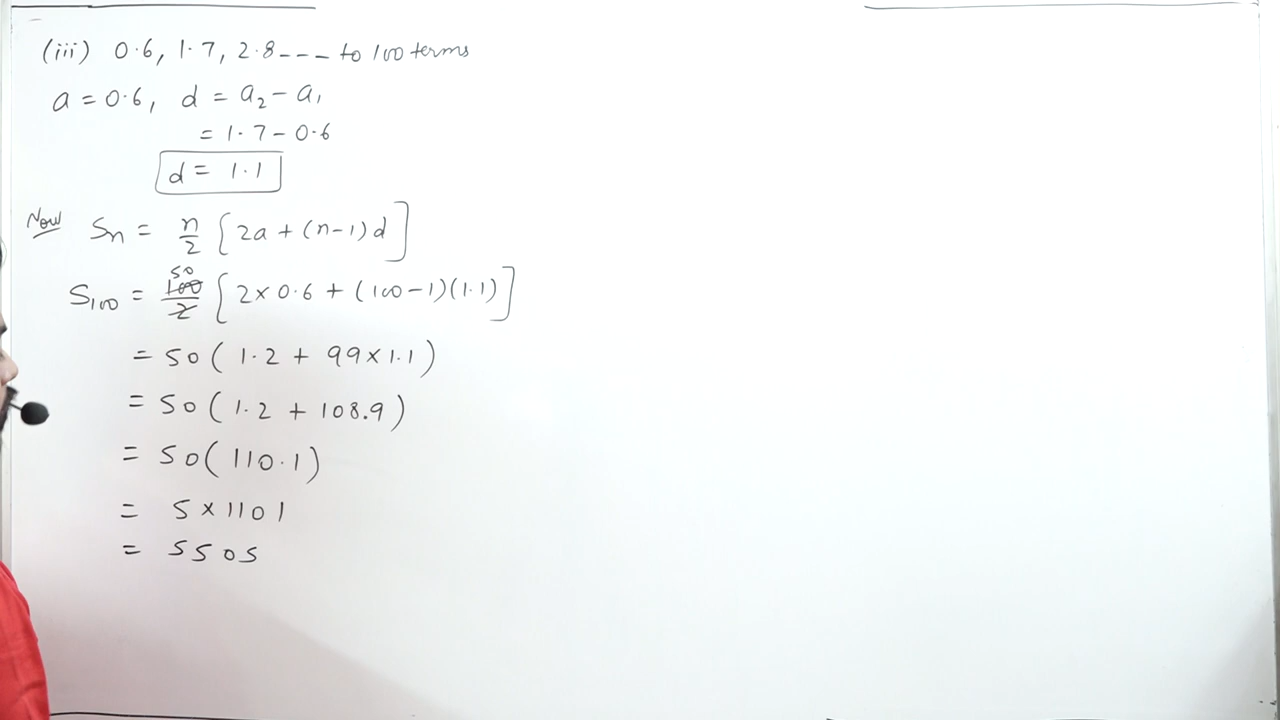 (iii) 0.6, 1.7, 2.8--- to 100 terms
a = 0.6, d = a₂ - a₁
= 1.7 - 0.6
d = 1.1
Now Sₙ = n/2 [2a + (n-1)d]
50
S₁₀₀ = 100/2 [2×0.6 + (100-1)(1.1)]
= 50(1.2 + 99×1.1)
= 50(1.2 + 108.9)
= 50(110.1)
= 5×1101
= 5505